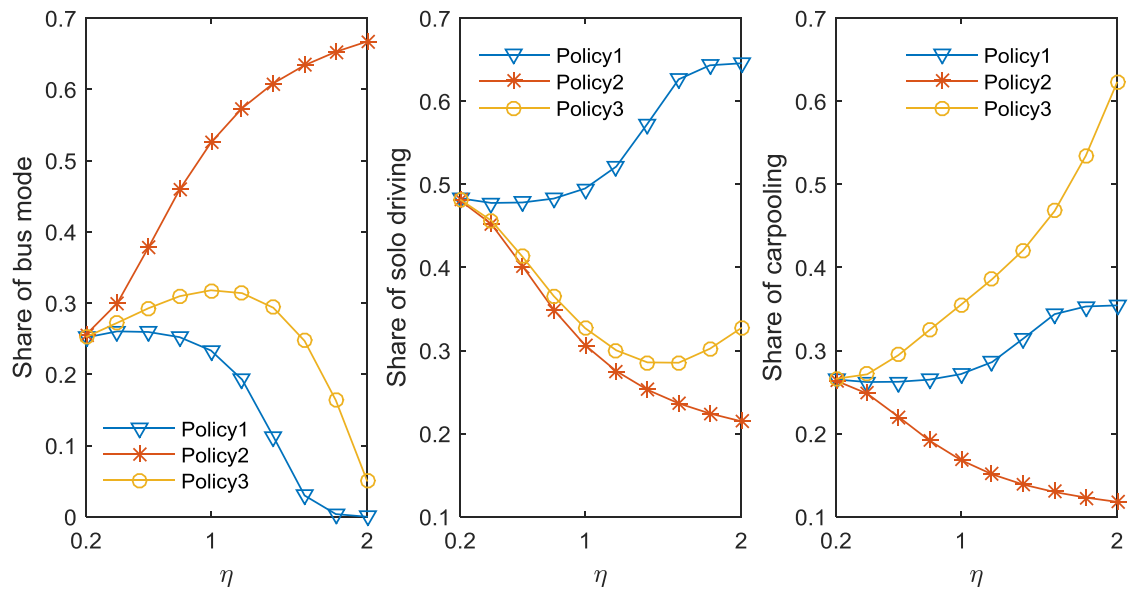 Share of bus mode
0.7
0.6
0.5
0.4
0.3
0.2
0.1
0
Policy1
Policy2
Policy3
0.2
1
2
η
Share of solo driving
0.7
0.6
0.5
0.4
0.3
0.2
0.1
Policy1
Policy2
Policy3
0.2
1
2
η
Share of carpooling
0.7
0.6
0.5
0.4
0.3
0.2
0.1
Policy1
Policy2
Policy3
0.2
1
2
η